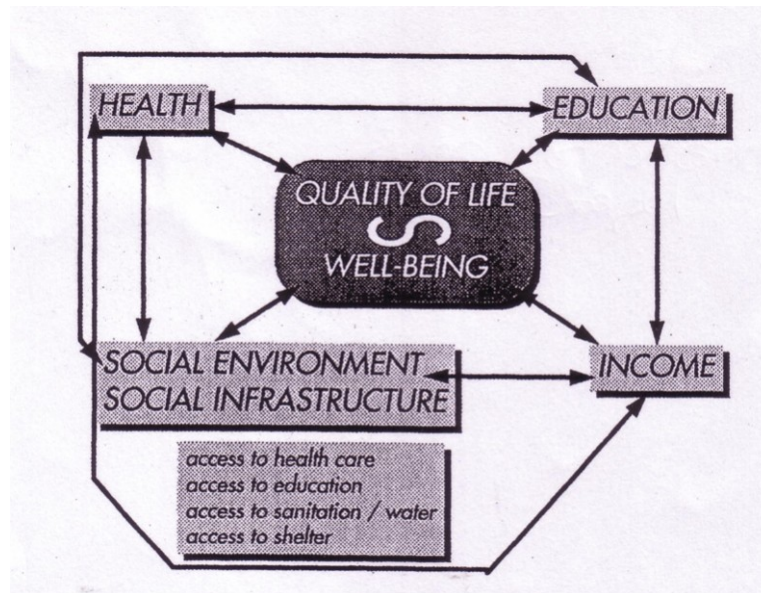 HEALTH
EDUCATION
QUALITY OF LIFE
WELL-BEING
SOCIAL ENVIRONMENT
SOCIAL INFRASTRUCTURE
INCOME
access to health care
access to education
access to sanitation / water
access to shelter